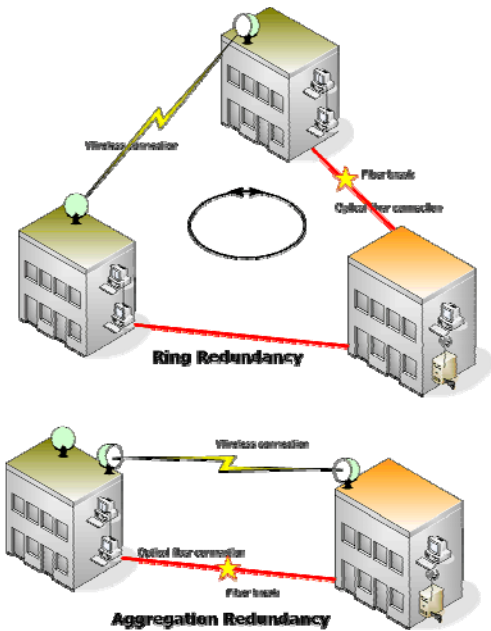 Wireless connection
Fiber break
Optical fiber connection
Ring Redundancy
Wireless connection
Optical fiber connection
Fiber break
Aggregation Redundancy